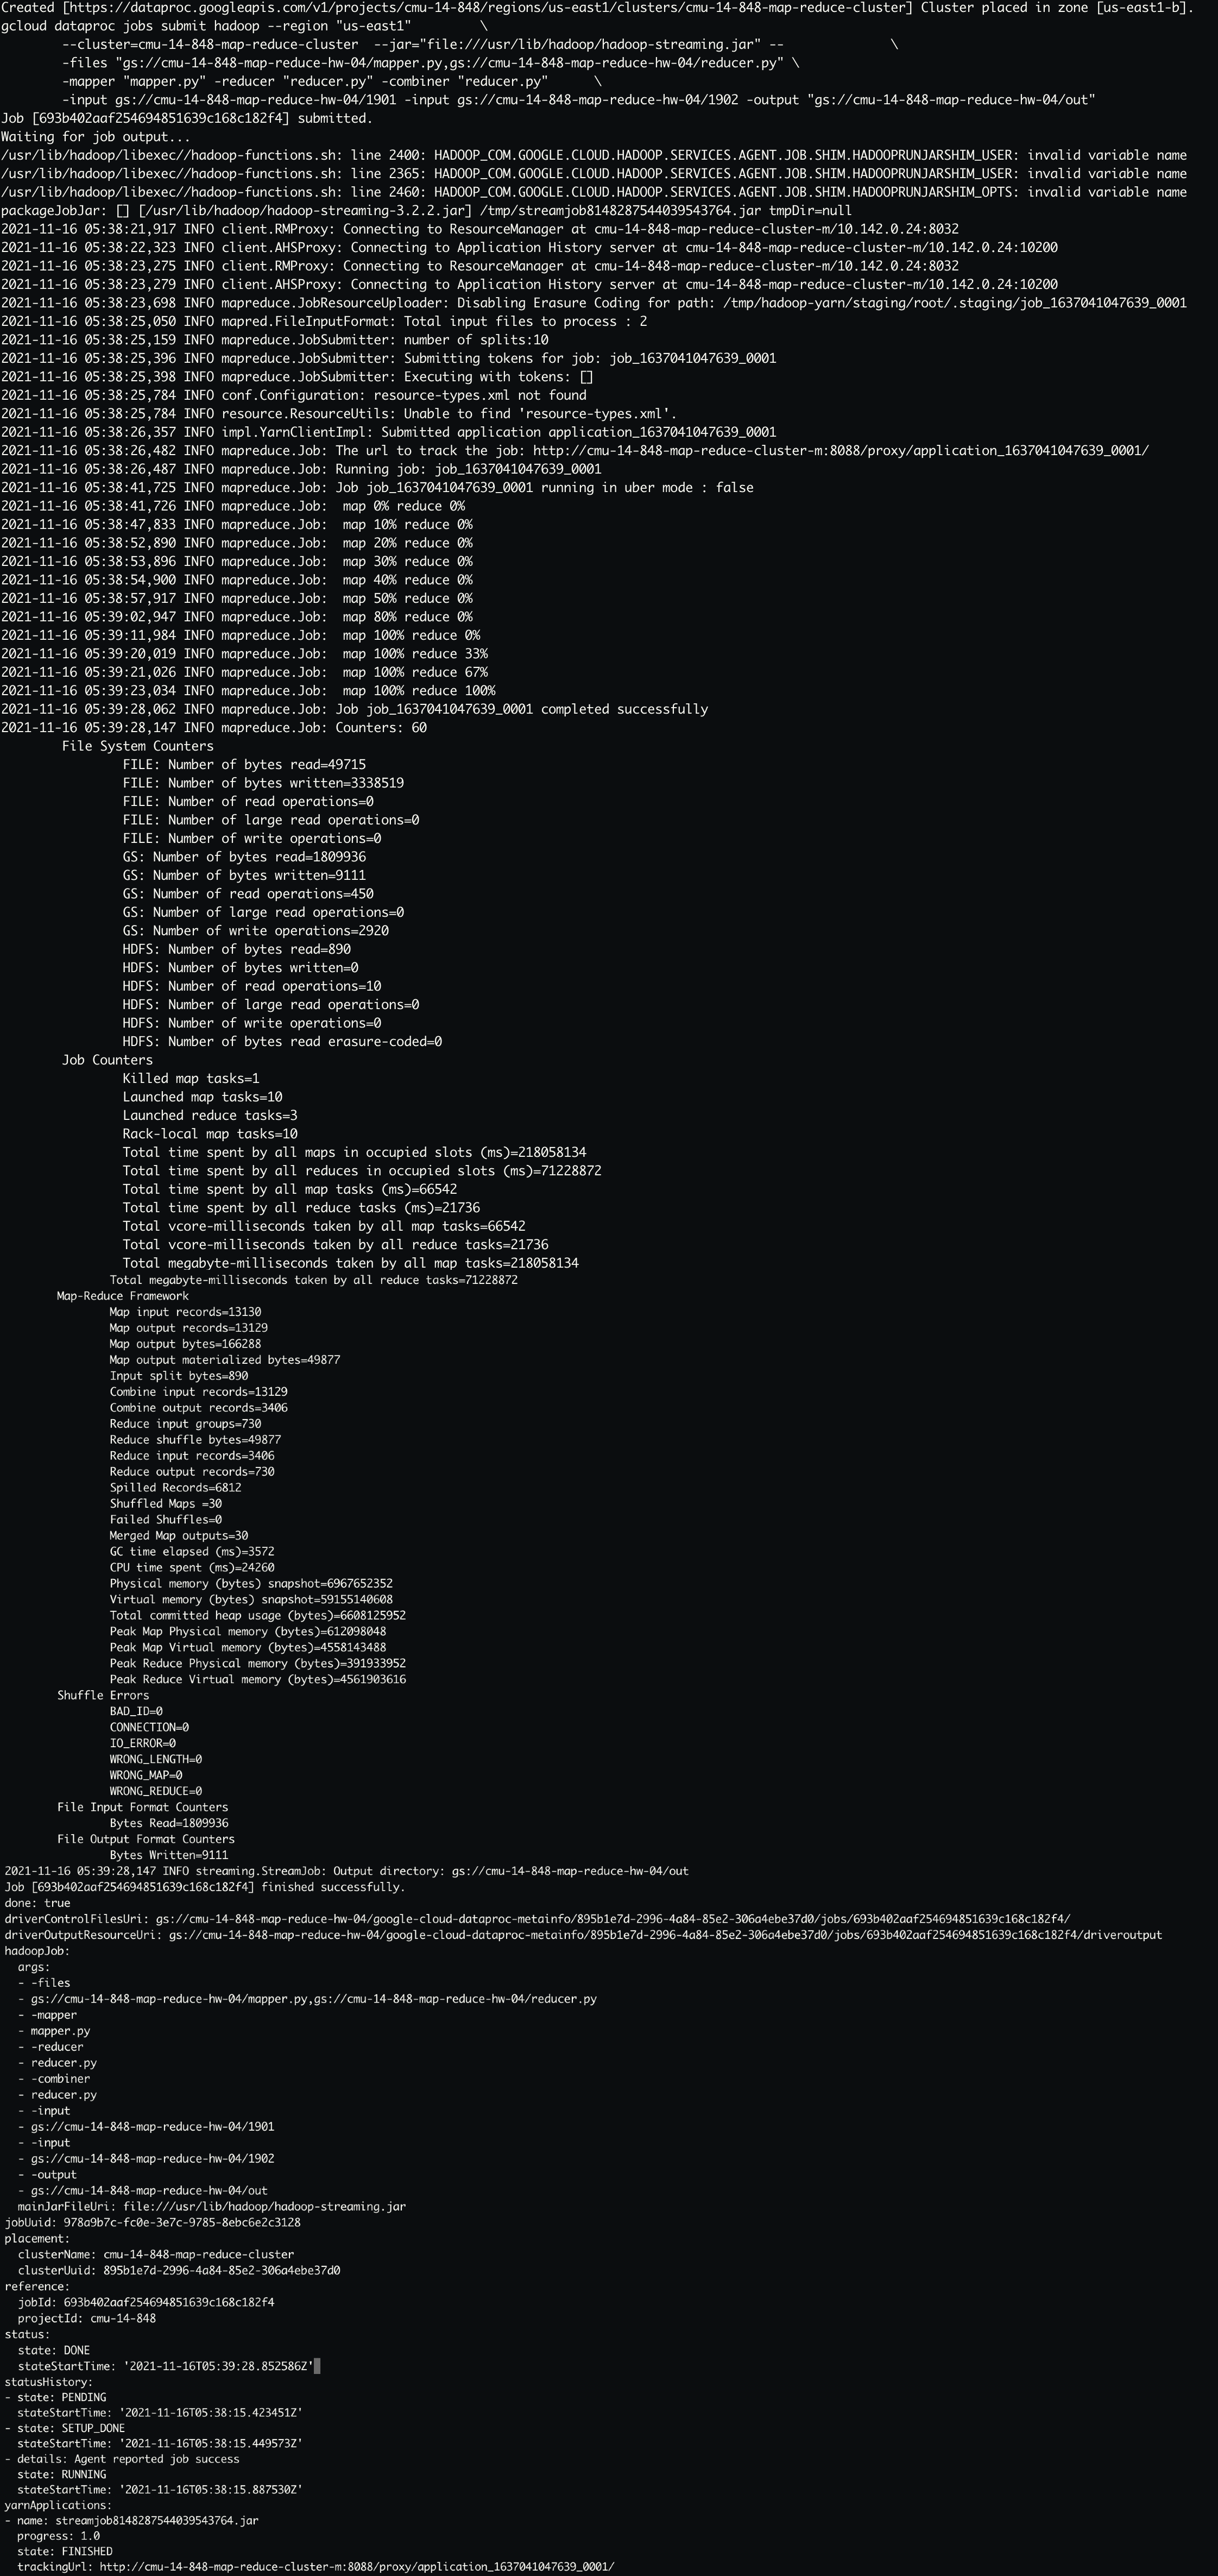 Created [https://dataproc.googleapis.com/v1/projects/cmu-14-848/regions/us-east1/clusters/cmu-14-848-map-reduce-cluster] Cluster placed in zone [us-east1-b].
gcloud dataproc jobs submit hadoop --region "us-east1" \
--cluster=cmu-14-848-map-reduce-cluster --jar="file:///usr/lib/hadoop/hadoop-streaming.jar" -- \
-files "gs://cmu-14-848-map-reduce-hw-04/mapper.py,gs://cmu-14-848-map-reduce-hw-04/reducer.py" \
-mapper "mapper.py" -reducer "reducer.py" -combiner "reducer.py" \
-input gs://cmu-14-848-map-reduce-hw-04/1901 -input gs://cmu-14-848-map-reduce-hw-04/1902 -output "gs://cmu-14-848-map-reduce-hw-04/out"
Job [693b402aaf254694851639c168c182f4] submitted.
Waiting for job output...
/usr/lib/hadoop/libexec//hadoop-functions.sh: line 2400: HADOOP_COM.GOOGLE.CLOUD.HADOOP.SERVICES.AGENT.JOB.SHIM.HADOOPRUNJARSHIM_USER: invalid variable name
/usr/lib/hadoop/libexec//hadoop-functions.sh: line 2365: HADOOP_COM.GOOGLE.CLOUD.HADOOP.SERVICES.AGENT.JOB.SHIM.HADOOPRUNJARSHIM_USER: invalid variable name
/usr/lib/hadoop/libexec//hadoop-functions.sh: line 2460: HADOOP_COM.GOOGLE.CLOUD.HADOOP.SERVICES.AGENT.JOB.SHIM.HADOOPRUNJARSHIM_OPTS: invalid variable name
packageJobJar: [] [/usr/lib/hadoop/hadoop-streaming-3.2.2.jar] /tmp/streamjob8148287544039543764.jar tmpDir=null
2021-11-16 05:38:21,917 INFO client.RMProxy: Connecting to ResourceManager at cmu-14-848-map-reduce-cluster-m/10.142.0.24:8032
2021-11-16 05:38:22,323 INFO client.AHSProxy: Connecting to Application History server at cmu-14-848-map-reduce-cluster-m/10.142.0.24:10200
2021-11-16 05:38:23,275 INFO client.RMProxy: Connecting to ResourceManager at cmu-14-848-map-reduce-cluster-m/10.142.0.24:8032
2021-11-16 05:38:23,279 INFO client.AHSProxy: Connecting to Application History server at cmu-14-848-map-reduce-cluster-m/10.142.0.24:10200
2021-11-16 05:38:23,698 INFO mapreduce.JobResourceUploader: Disabling Erasure Coding for path: /tmp/hadoop-yarn/staging/root/.staging/job_1637041047639_0001
2021-11-16 05:38:25,050 INFO mapred.FileInputFormat: Total input files to process : 2
2021-11-16 05:38:25,159 INFO mapreduce.JobSubmitter: number of splits:10
2021-11-16 05:38:25,396 INFO mapreduce.JobSubmitter: Submitting tokens for job: job_1637041047639_0001
2021-11-16 05:38:25,398 INFO mapreduce.JobSubmitter: Executing with tokens: []
2021-11-16 05:38:25,784 INFO conf.Configuration: resource-types.xml not found
2021-11-16 05:38:25,784 INFO resource.ResourceUtils: Unable to find 'resource-types.xml'.
2021-11-16 05:38:26,357 INFO impl.YarnClientImpl: Submitted application application_1637041047639_0001
2021-11-16 05:38:26,482 INFO mapreduce.Job: The url to track the job: http://cmu-14-848-map-reduce-cluster-m:8088/proxy/application_1637041047639_0001/
2021-11-16 05:38:26,487 INFO mapreduce.Job: Running job: job_1637041047639_0001
2021-11-16 05:38:41,725 INFO mapreduce.Job: Job job_1637041047639_0001 running in uber mode : false
2021-11-16 05:38:41,726 INFO mapreduce.Job:  map 0% reduce 0%
2021-11-16 05:38:47,833 INFO mapreduce.Job:  map 10% reduce 0%
2021-11-16 05:38:52,890 INFO mapreduce.Job:  map 20% reduce 0%
2021-11-16 05:38:53,896 INFO mapreduce.Job:  map 30% reduce 0%
2021-11-16 05:38:54,900 INFO mapreduce.Job:  map 40% reduce 0%
2021-11-16 05:38:57,917 INFO mapreduce.Job:  map 50% reduce 0%
2021-11-16 05:39:02,947 INFO mapreduce.Job:  map 80% reduce 0%
2021-11-16 05:39:11,984 INFO mapreduce.Job:  map 100% reduce 0%
2021-11-16 05:39:20,019 INFO mapreduce.Job:  map 100% reduce 33%
2021-11-16 05:39:21,026 INFO mapreduce.Job:  map 100% reduce 67%
2021-11-16 05:39:23,034 INFO mapreduce.Job:  map 100% reduce 100%
2021-11-16 05:39:28,062 INFO mapreduce.Job: Job job_1637041047639_0001 completed successfully
2021-11-16 05:39:28,147 INFO mapreduce.Job: Counters: 60
File System Counters
FILE: Number of bytes read=49715
FILE: Number of bytes written=3338519
FILE: Number of read operations=0
FILE: Number of large read operations=0
FILE: Number of write operations=0
GS: Number of bytes read=1809936
GS: Number of bytes written=9111
GS: Number of read operations=450
GS: Number of large read operations=0
GS: Number of write operations=2920
HDFS: Number of bytes read=890
HDFS: Number of bytes written=0
HDFS: Number of read operations=10
HDFS: Number of large read operations=0
HDFS: Number of write operations=0
HDFS: Number of bytes read erasure-coded=0
Job Counters
Killed map tasks=1
Launched map tasks=10
Launched reduce tasks=3
Rack-local map tasks=10
Total time spent by all maps in occupied slots (ms)=218058134
Total time spent by all reduces in occupied slots (ms)=71228872
Total time spent by all map tasks (ms)=66542
Total time spent by all reduce tasks (ms)=21736
Total vcore-milliseconds taken by all map tasks=66542
Total vcore-milliseconds taken by all reduce tasks=21736
Total megabyte-milliseconds taken by all map tasks=218058134
Total megabyte-milliseconds taken by all reduce tasks=71228872
Map-Reduce Framework
Map input records=13130
Map output records=13129
Map output bytes=166288
Map output materialized bytes=49877
Input split bytes=890
Combine input records=13129
Combine output records=3406
Reduce input groups=730
Reduce shuffle bytes=49877
Reduce input records=3406
Reduce output records=730
Spilled Records=6812
Shuffled Maps =30
Failed Shuffles=0
Merged Map outputs=30
GC time elapsed (ms)=3572
CPU time spent (ms)=24260
Physical memory (bytes) snapshot=6967652352
Virtual memory (bytes) snapshot=59155140608
Total committed heap usage (bytes)=6608125952
Peak Map Physical memory (bytes)=612098048
Peak Map Virtual memory (bytes)=4558143488
Peak Reduce Physical memory (bytes)=391933952
Peak Reduce Virtual memory (bytes)=4561903616
Shuffle Errors
BAD_ID=0
CONNECTION=0
IO_ERROR=0
WRONG_LENGTH=0
WRONG_MAP=0
WRONG_REDUCE=0
File Input Format Counters
Bytes Read=1809936
File Output Format Counters
Bytes Written=9111
2021-11-16 05:39:28,147 INFO streaming.StreamJob: Output directory: gs://cmu-14-848-map-reduce-hw-04/out
Job [693b402aaf254694851639c168c182f4] finished successfully.
done: true
driverControlFilesUri: gs://cmu-14-848-map-reduce-hw-04/google-cloud-dataproc-metainfo/895b1e7d-2996-4a84-85e2-306a4ebe37d0/jobs/693b402aaf254694851639c168c182f4/
driverOutputResourceUri: gs://cmu-14-848-map-reduce-hw-04/google-cloud-dataproc-metainfo/895b1e7d-2996-4a84-85e2-306a4ebe37d0/jobs/693b402aaf254694851639c168c182f4/driveroutput
hadoopJob:
args:
- -files
- gs://cmu-14-848-map-reduce-hw-04/mapper.py,gs://cmu-14-848-map-reduce-hw-04/reducer.py
- -mapper
- mapper.py
- -reducer
- reducer.py
- -combiner
- reducer.py
- -input
- gs://cmu-14-848-map-reduce-hw-04/1901
- -input
- gs://cmu-14-848-map-reduce-hw-04/1902
- -output
- gs://cmu-14-848-map-reduce-hw-04/out
mainJarFileUri: file:///usr/lib/hadoop/hadoop-streaming.jar
jobUuid: 978a9b7c-fc0e-3e7c-9785-8ebc6e2c3128
placement:
clusterName: cmu-14-848-map-reduce-cluster
clusterUuid: 895b1e7d-2996-4a84-85e2-306a4ebe37d0
reference:
jobId: 693b402aaf254694851639c168c182f4
projectId: cmu-14-848
status:
state: DONE
stateStartTime: '2021-11-16T05:39:28.852586Z'
statusHistory:
- state: PENDING
stateStartTime: '2021-11-16T05:38:15.423451Z'
- state: SETUP_DONE
stateStartTime: '2021-11-16T05:38:15.449573Z'
- details: Agent reported job success
state: RUNNING
stateStartTime: '2021-11-16T05:38:15.887530Z'
yarnApplications:
- name: streamjob8148287544039543764.jar
progress: 1.0
state: FINISHED
trackingUrl: http://cmu-14-848-map-reduce-cluster-m:8088/proxy/application_1637041047639_0001/